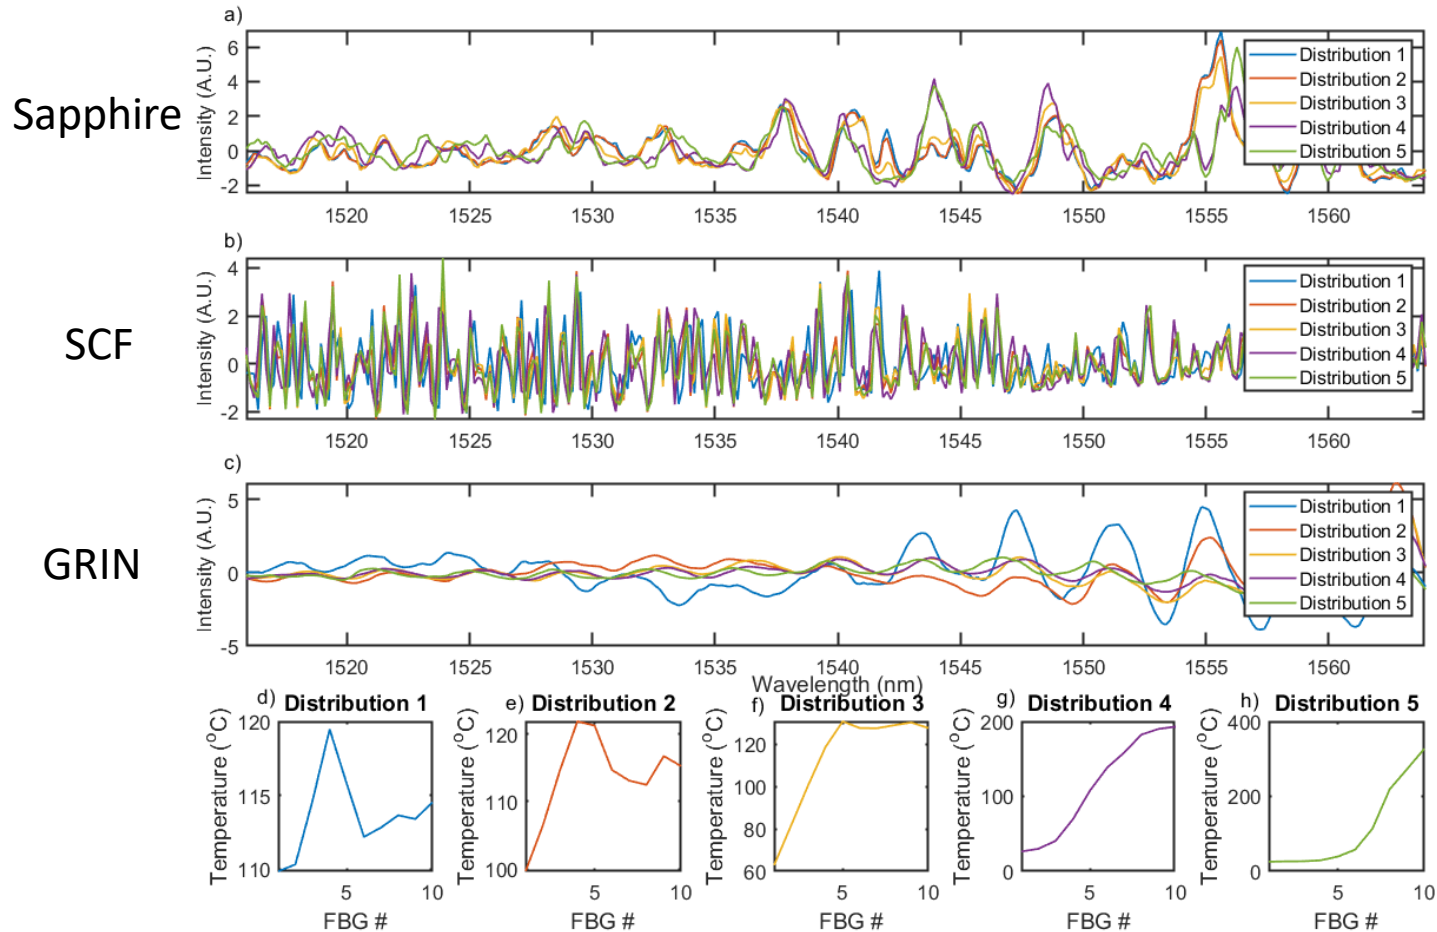 a)
Sapphire
Intensity (A.U.)
6
4
2
0
-2
Distribution 1
Distribution 2
Distribution 3
Distribution 4
Distribution 5
1520 1525 1530 1535 1540 1545 1550 1555 1560
b)
SCF
Intensity (A.U.)
4
2
0
-2
Distribution 1
Distribution 2
Distribution 3
Distribution 4
Distribution 5
1520 1525 1530 1535 1540 1545 1550 1555 1560
c)
GRIN
Intensity (A.U.)
5
0
-5
Distribution 1
Distribution 2
Distribution 3
Distribution 4
Distribution 5
1520 1525 1530 1535 1540 1545 1550 1555 1560
Wavelength (nm)
d) Distribution 1
Temperature (°C)
120
115
110
5 10
FBG #
e) Distribution 2
Temperature (°C)
120
110
100
5 10
FBG #
f) Distribution 3
Temperature (°C)
120
100
80
60
5 10
FBG #
g) Distribution 4
Temperature (°C)
200
100
0
5 10
FBG #
h) Distribution 5
Temperature (°C)
400
200
0
5 10
FBG #